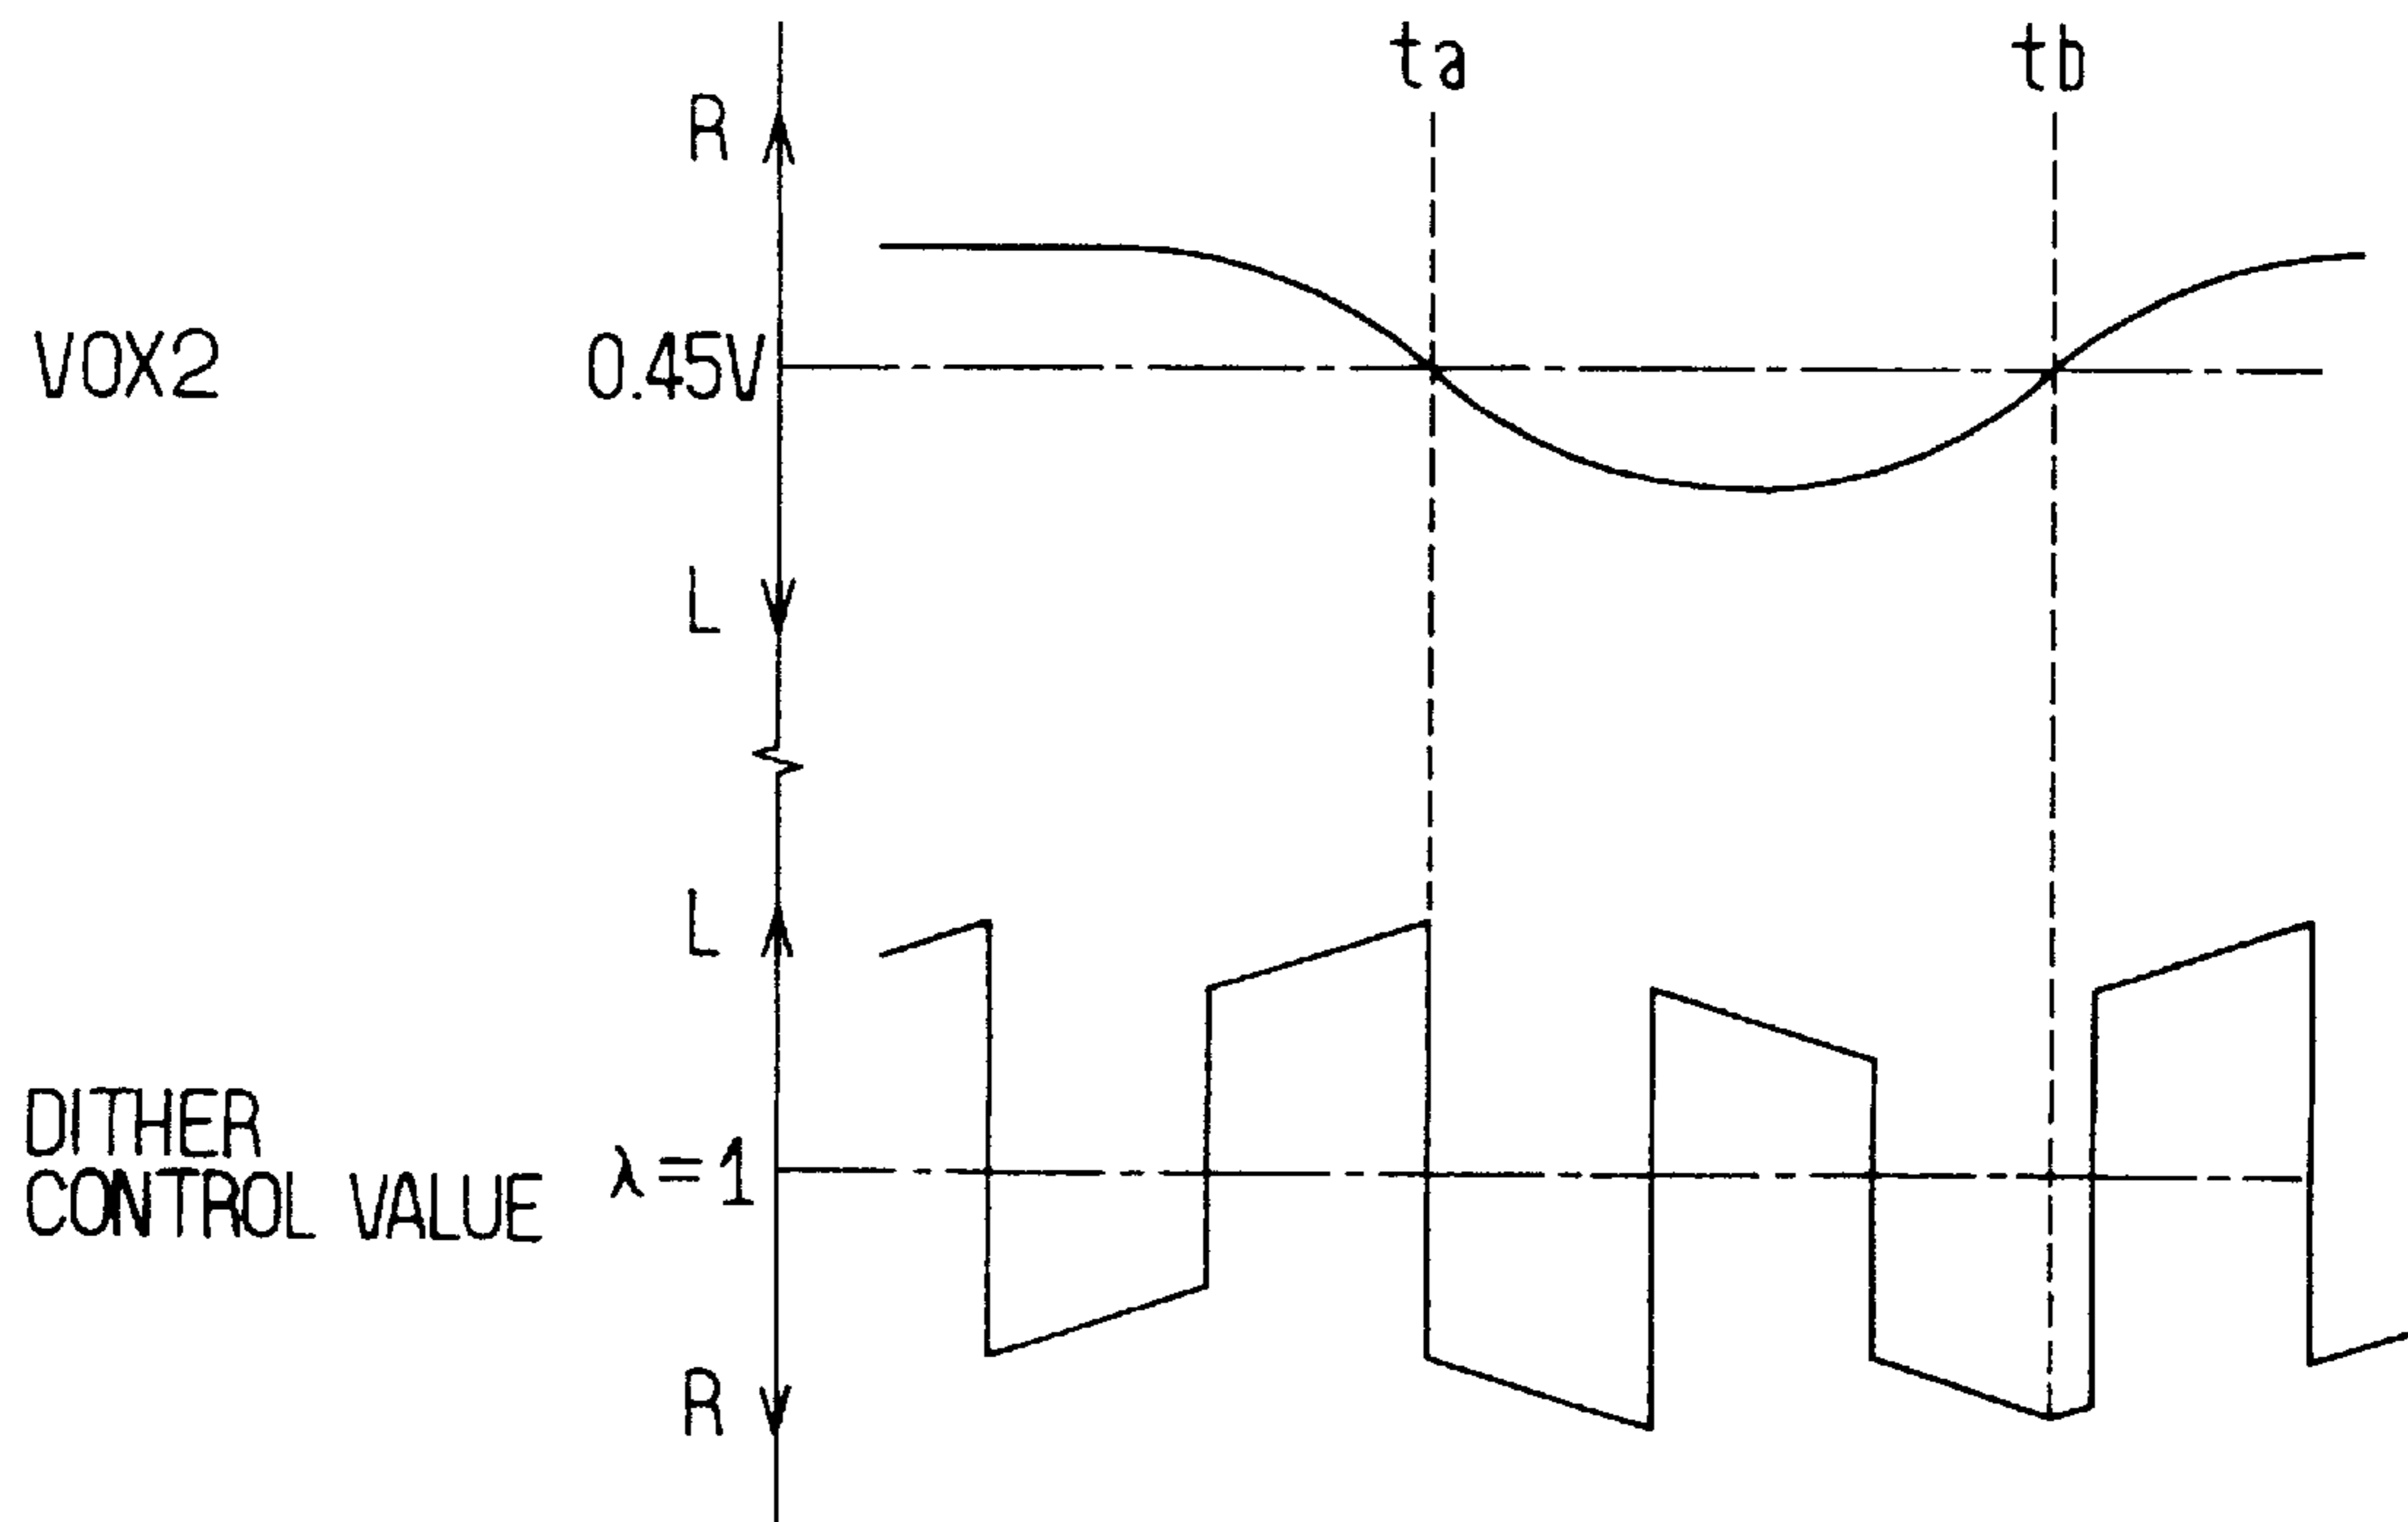 ta
tb
R
VOX2
0.45V
L
L
DITHER
CONTROL VALUE
λ=1
R